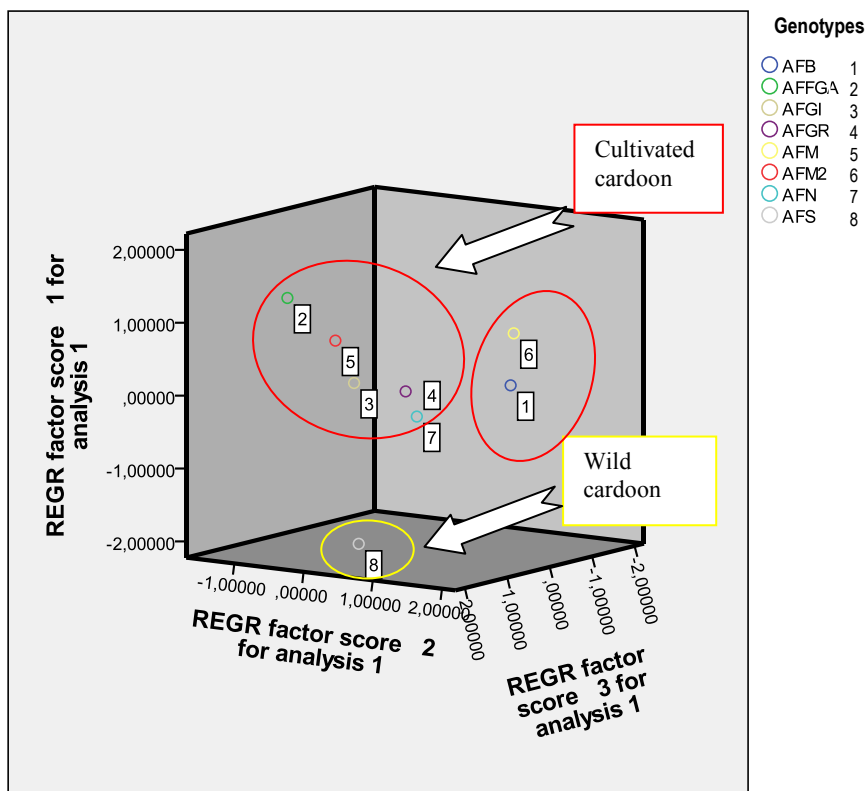 Genotypes
AFB 1
AFFGA 2
AFGI 3
AFGR 4
AFM 5
AFM2 6
AFN 7
AFS 8
Cultivated
cardoon
Wild
cardoon
REGR factor score 1 for
analysis 1
2,00000
1,00000
,00000
-1,00000
-2,00000
2
5
3
4
7
6
1
8
-1,00000
,00000
1,00000
2,00000
REGR factor score 2
for analysis 1
2,00000
1,00000
,00000
-1,00000
-2,00000
REGR factor
score 3 for
analysis 1